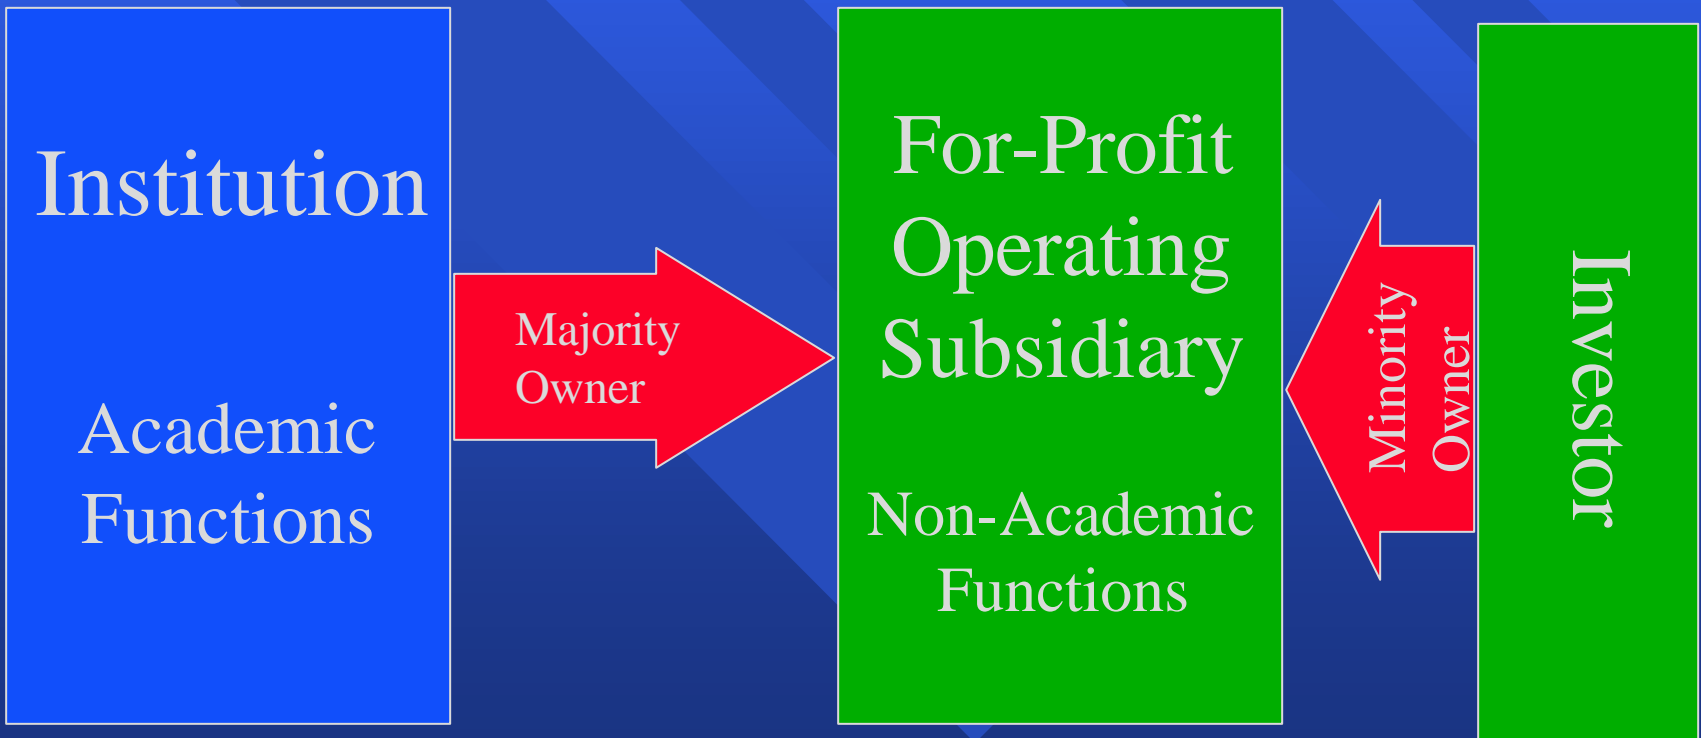 Institution
Academic
Functions
Majority
Owner
For-Profit
Operating
Subsidiary
Non-Academic
Functions
Minority
Owner
Investor